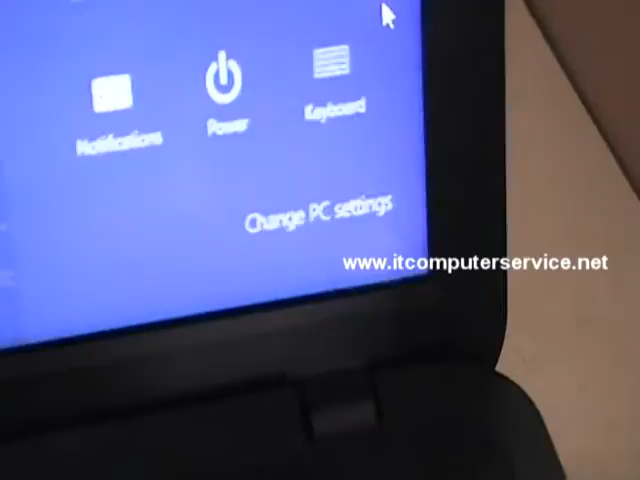 Notifications
Power
Keyboard
Change PC settings
www.itcomputerservice.net